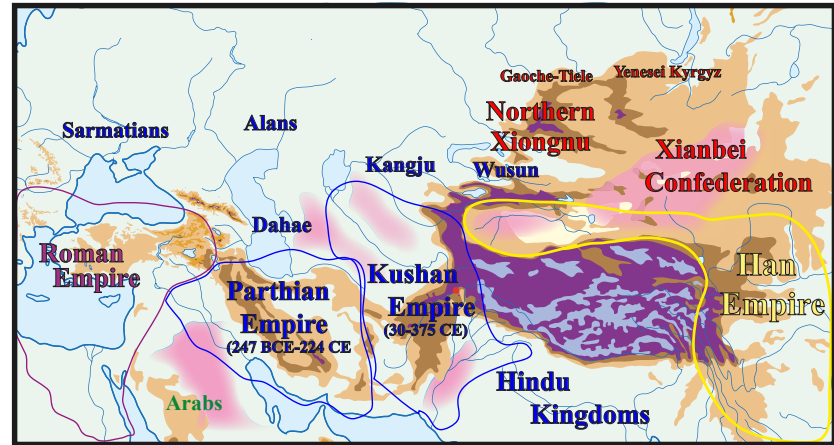 Gaoche-Tiele
Yenesei Kyrgyz
Northern
Xiongnu
Sarmatians
Alans
Kangju
Wusun
Xianbei
Confederation
Dahae
Roman
Empire
Parthian
Empire
(247 BCE-224 CE
Kushan
Empire
(30-375 CE)
Han
Empire
Hindu
Kingdoms
Arabs